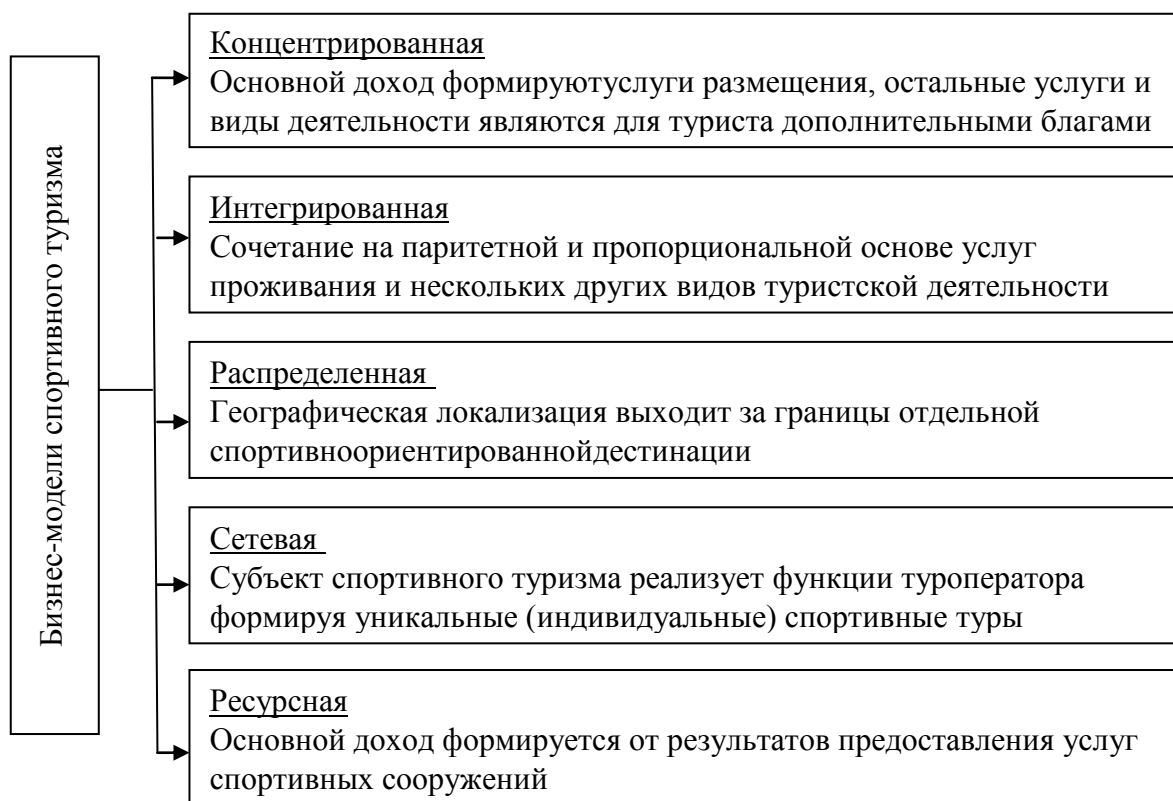 Бизнес-модели спортивного туризма
Концентрированная
Основной доход формируютуслуги размещения, остальные услуги и
виды деятельности являются для туриста дополнительными благами
Интегрированная
Сочетание на паритетной и пропорциональной основе услуг
проживания и нескольких других видов туристской деятельности
Распределенная
Географическая локализация выходит за границы отдельной
спортивноориентированнойдестинации
Сетевая
Субъект спортивного туризма реализует функции туроператора
формируя уникальные (индивидуальные) спортивные туры
Ресурсная
Основной доход формируется от результатов предоставления услуг
спортивных сооружений